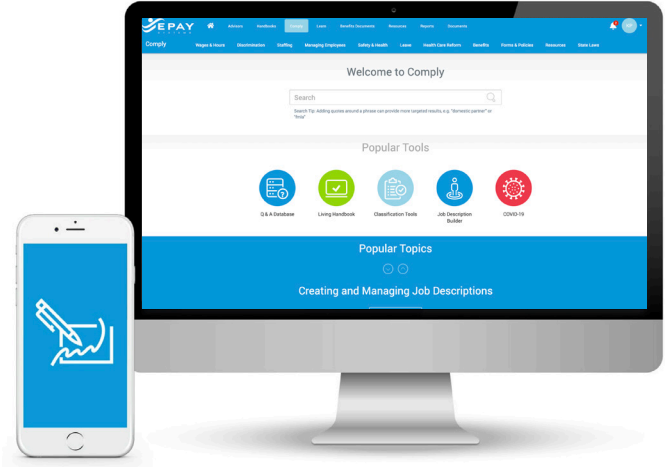 EPAY
SYSTEMS
Advisors Handbooks Comply Leave Benefits Documents Resources Reports Documents
Comply Wages & Hours Discrimination Staffing Managing Employees Safety & Health Leave Health Care Reform Benefits Forms & Policies Resources State Laws
Welcome to Comply
Search
Search Tip: Adding quotes around a phrase can provide more targeted results, e.g. "domestic partner" or
Popular Tools
Q & A Database Living Handbook Classification Tools Job Description Builder COVID-19
Popular Topics
Creating and Managing Job Descriptions